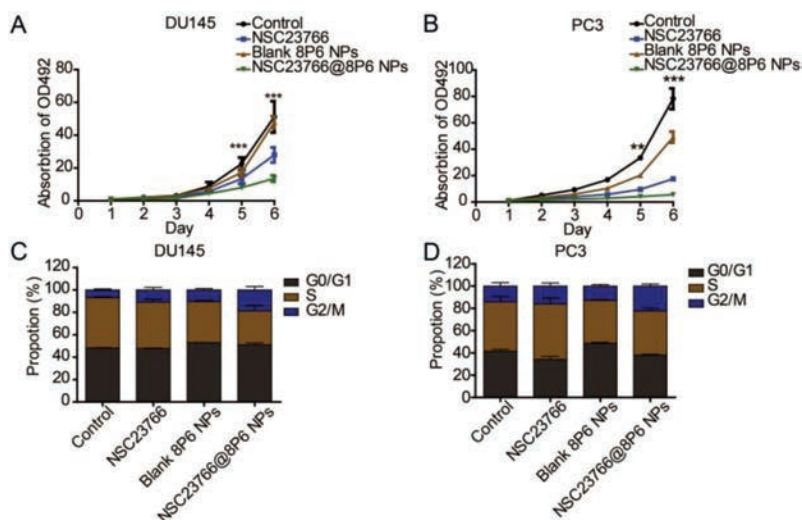 A
DU145
Control
NSC23766
Blank 8P6 NPs
NSC23766@8P6 NPs
Absorbtion of OD492
80
60
40
20
0
***
***
0 1 2 3 4 5 6
Day
B
PC3
Control
NSC23766
Blank 8P6 NPs
NSC23766@8P6 NPs
Absorbtion of OD492
100
80
60
40
20
0
**
***
0 1 2 3 4 5 6
Day
C
DU145
G0/G1
S
G2/M
Propotion (%)
120
100
80
60
40
20
0
Control
NSC23766
Blank 8P6 NPs
NSC23766@8P6 NPs
D
PC3
G0/G1
S
G2/M
Propotion (%)
120
100
80
60
40
20
0
Control
NSC23766
Blank 8P6 NPs
NSC23766@8P6 NPs